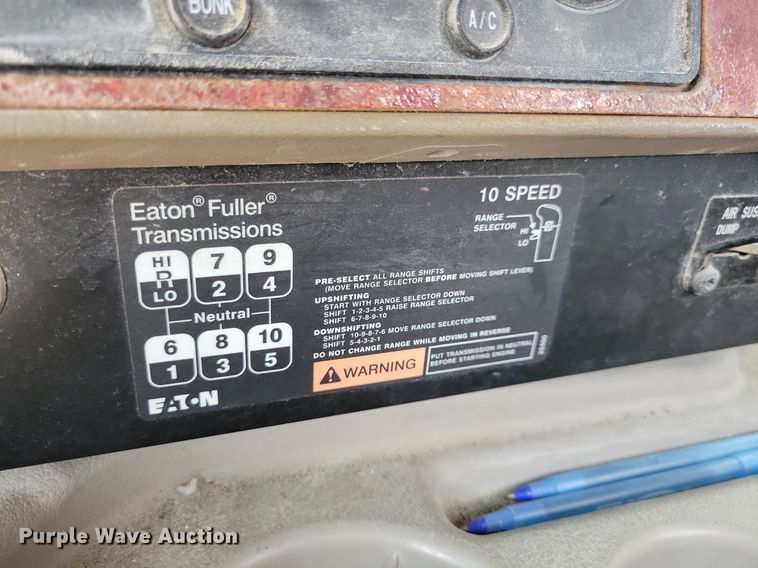 BUNK
A/C
Eaton® Fuller®
Transmissions
10 SPEED
RANGE
SELECTOR
HI
LO
AIR SUS
DUMP
HI
R
LO
7
2
9
4
Neutral
6
1
8
3
10
5
PRE-SELECT ALL RANGE SHIFTS
(MOVE RANGE SELECTOR BEFORE MOVING SHIFT LEVER)
UPSHIFTING
START WITH RANGE SELECTOR DOWN
SHIFT 1-2-3-4-5 RAISE RANGE SELECTOR
SHIFT 6-7-8-9-10
DOWNSHIFTING
SHIFT 10-9-8-7-6 MOVE RANGE SELECTOR DOWN
SHIFT 5-4-3-2-1
DO NOT CHANGE RANGE WHILE MOVING IN REVERSE
WARNING
PUT TRANSMISSION IN NEUTRAL
BEFORE STARTING ENGINE
EATON
Purple Wave Auction